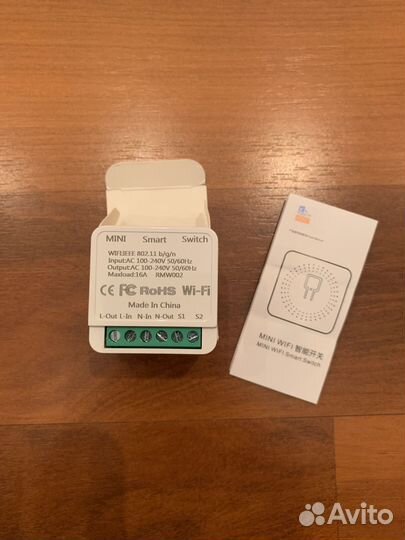 MINI Smart Switch
WIFI:IEEE 802.11 b/g/n
Input:AC 100-240V 50/60Hz
Output:AC 100-240V 50/60Hz
Maxload:16A RMW002
CE FC RoHS Wi-Fi
Made In China
L-Out L-In N-In N-Out S1 S2
MINI WIFI 智能开关
MINI WIFI Smart Switch
Avito